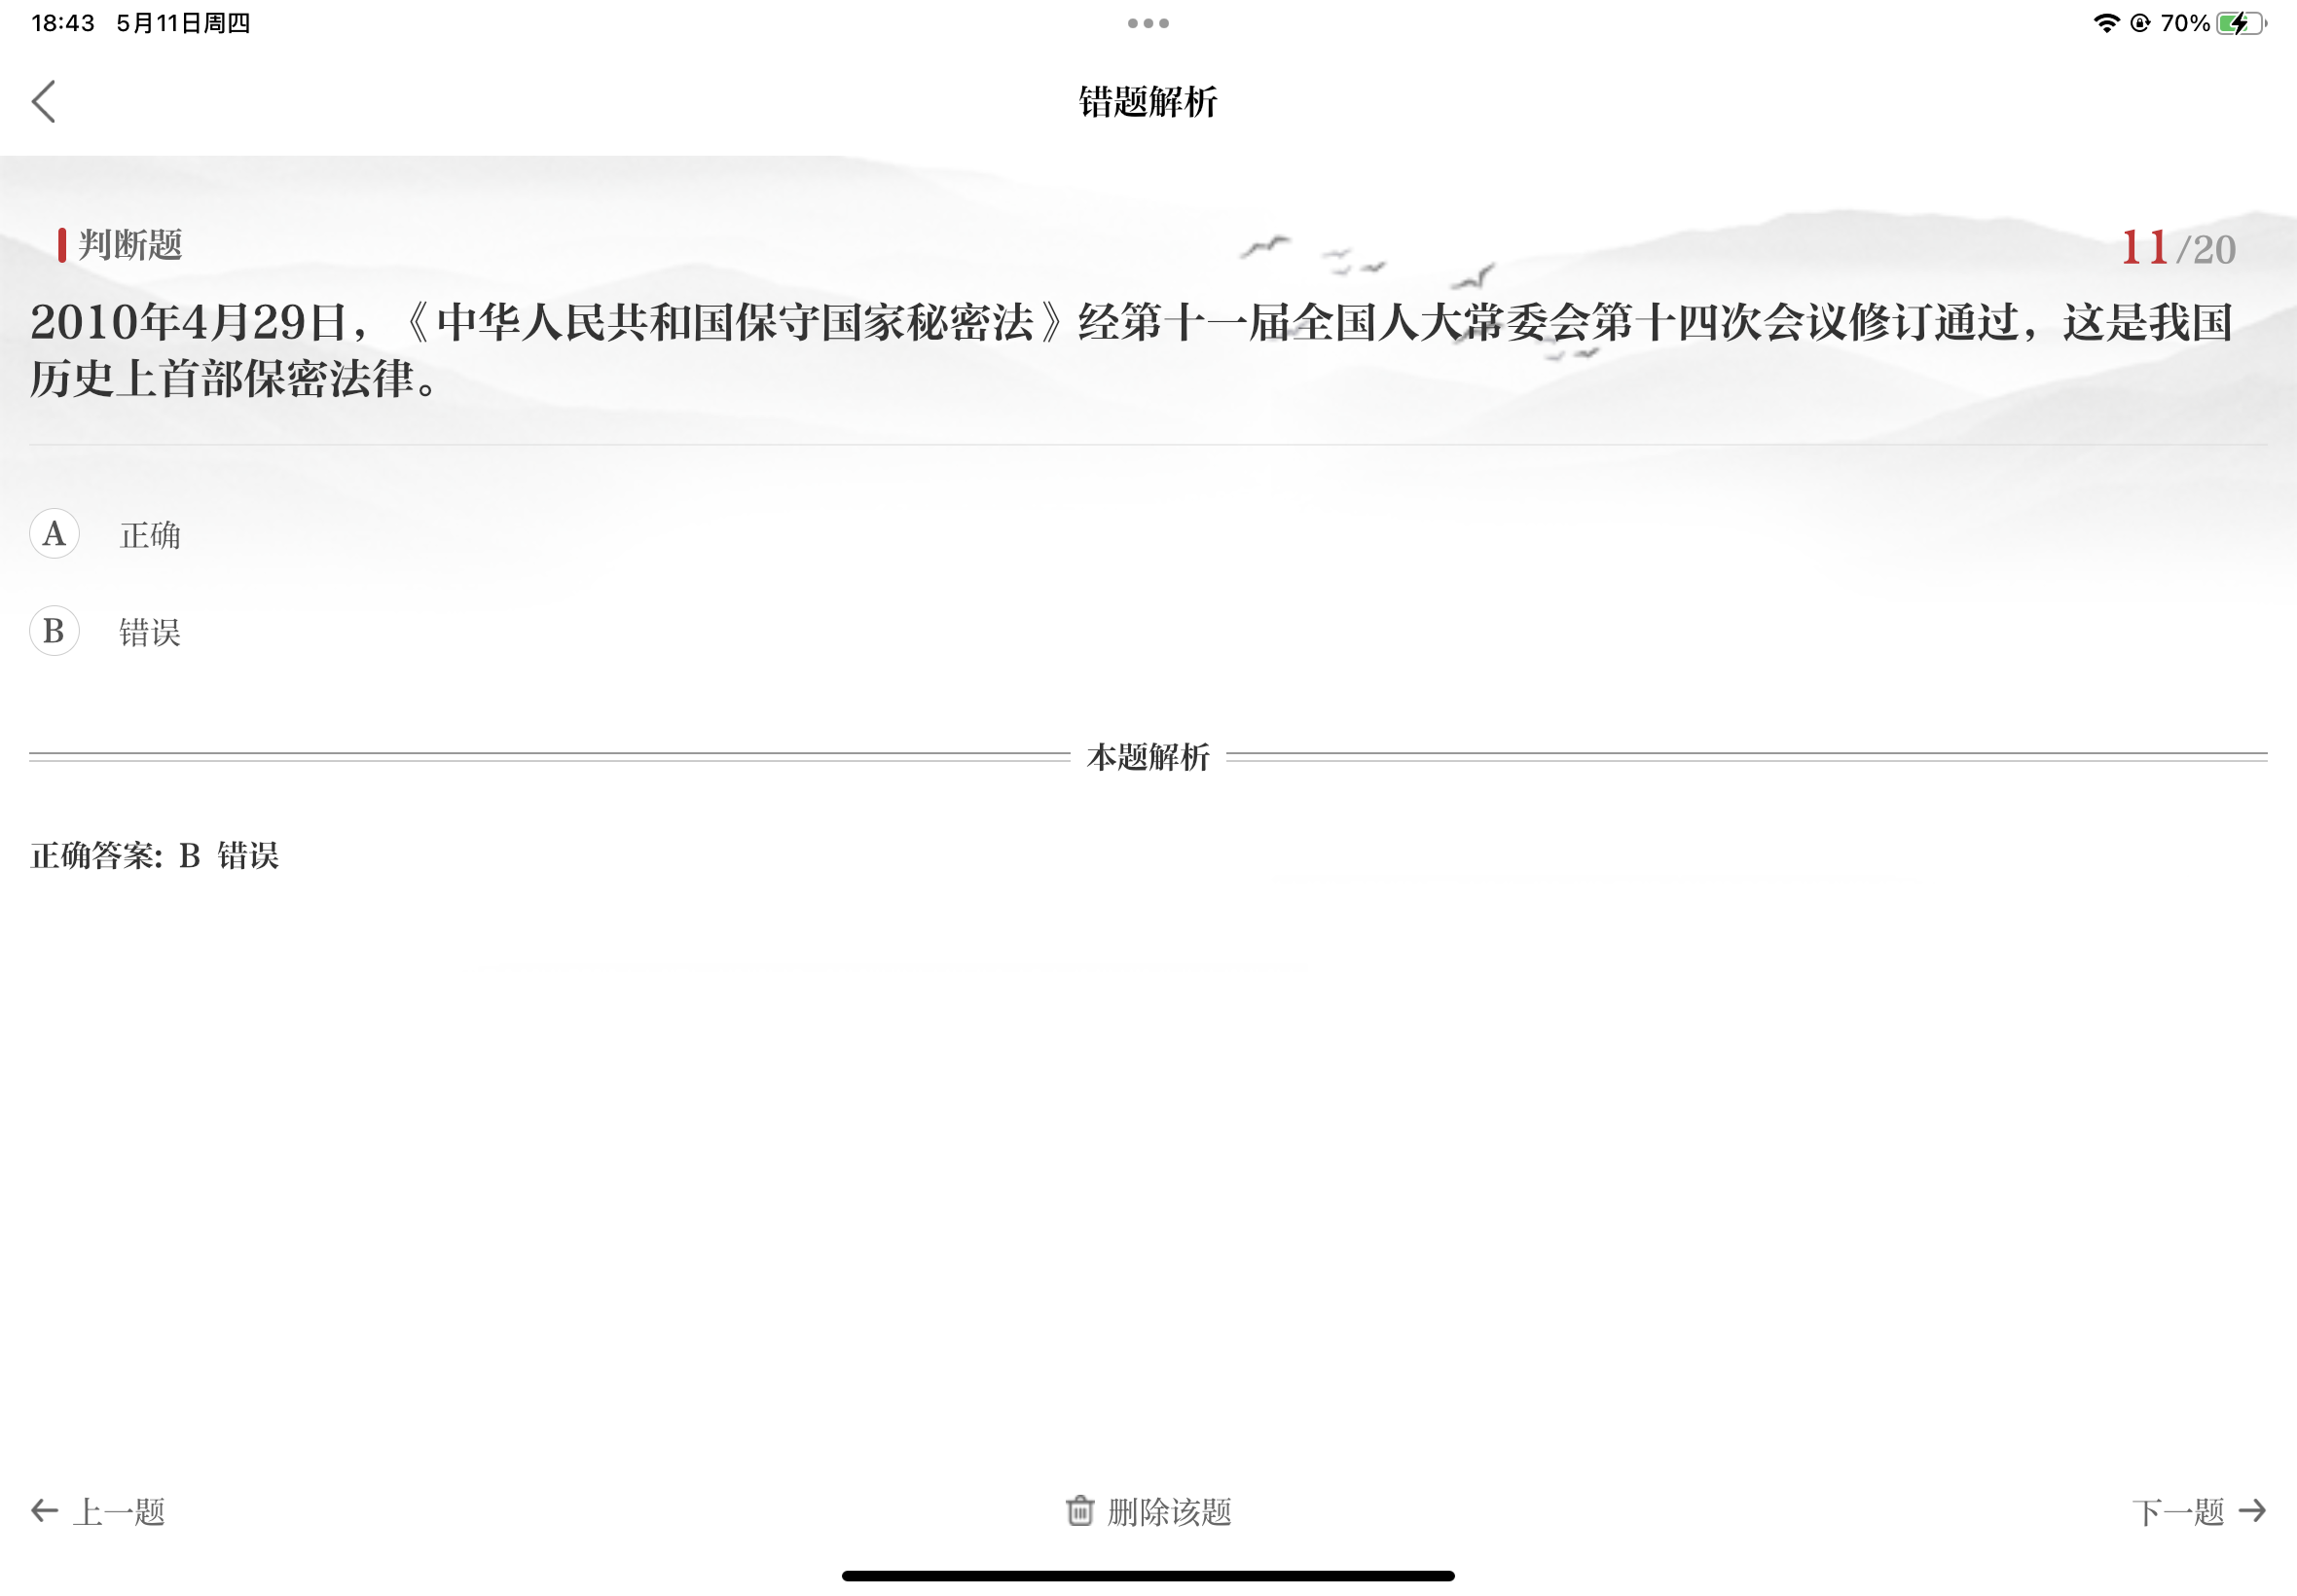 18:43 5月11日周四
70%
错题解析
判断题
11/20
2010年4月29日，《中华人民共和国保守国家秘密法》经第十一届全国人大常委会第十四次会议修订通过，这是我国
历史上首部保密法律。
A 正确
B 错误
本题解析
正确答案: B 错误
上一题
删除该题
下一题